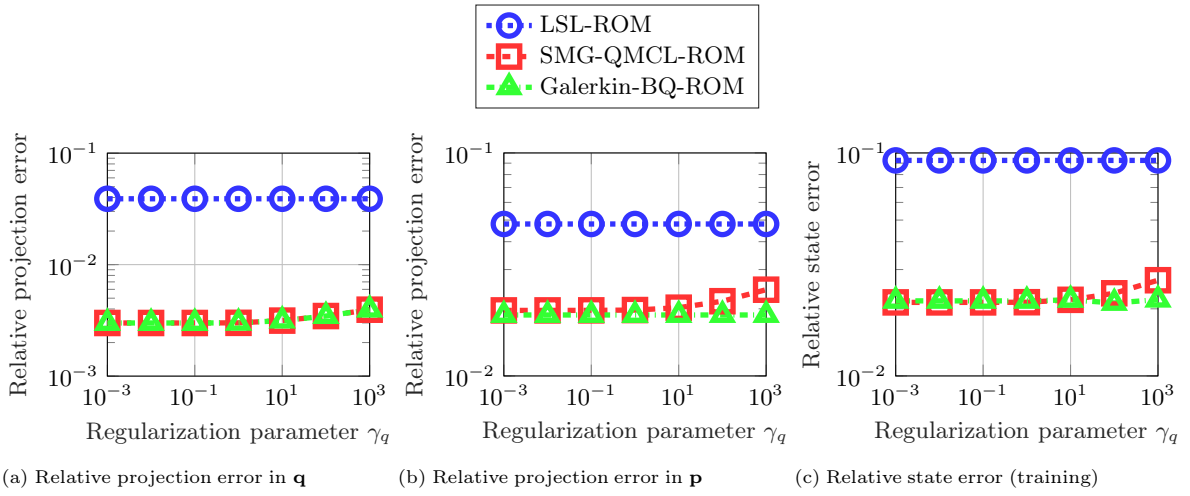 LSL-ROM
SMG-QMCL-ROM
Galerkin-BQ-ROM
Relative projection error
10^{-1}
10^{-2}
10^{-3}
10^{-3} 10^{-1} 10^{1} 10^{3}
Regularization parameter γ_q
(a) Relative projection error in q
Relative projection error
10^{-1}
10^{-2}
10^{-3} 10^{-1} 10^{1} 10^{3}
Regularization parameter γ_q
(b) Relative projection error in p
Relative state error
10^{-1}
10^{-2}
10^{-3} 10^{-1} 10^{1} 10^{3}
Regularization parameter γ_q
(c) Relative state error (training)